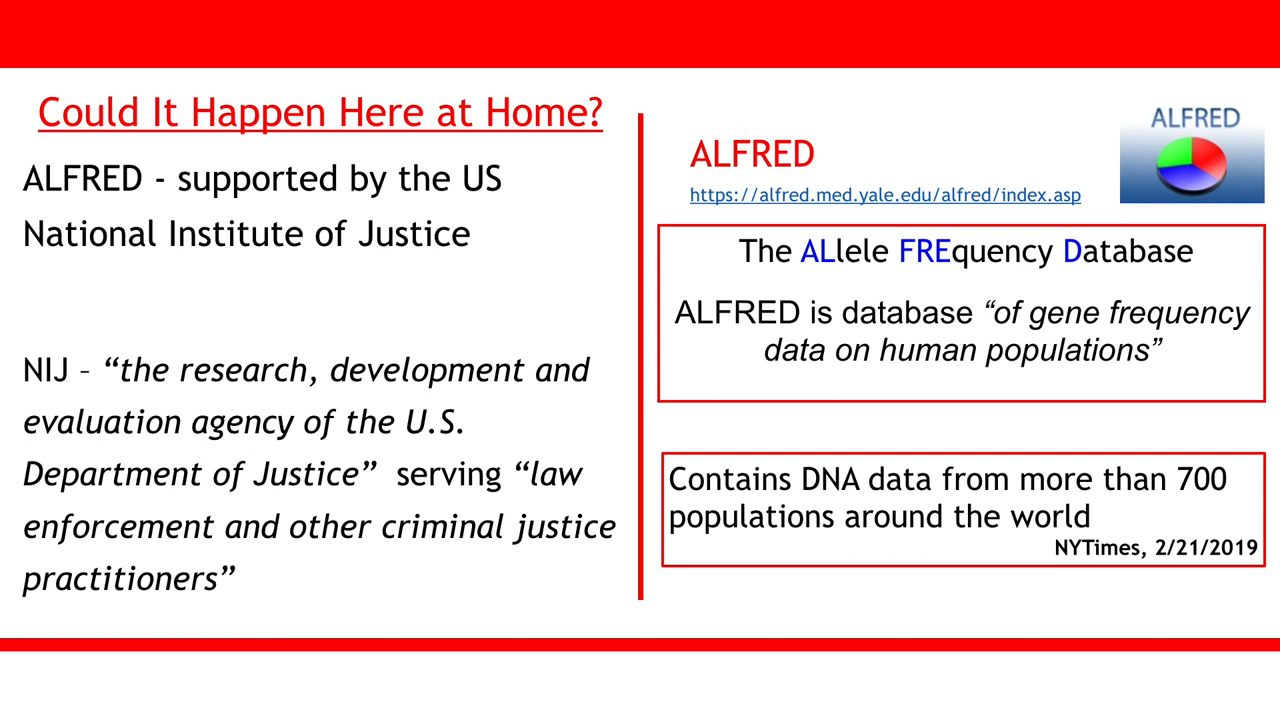 Could It Happen Here at Home?
ALFRED - supported by the US
National Institute of Justice
NIJ – “the research, development and
evaluation agency of the U.S.
Department of Justice” serving “law
enforcement and other criminal justice
practitioners”
ALFRED
https://alfred.med.yale.edu/alfred/index.asp
ALFRED
The ALlele FREquency Database
ALFRED is database “of gene frequency
data on human populations”
Contains DNA data from more than 700
populations around the world
NYTimes, 2/21/2019